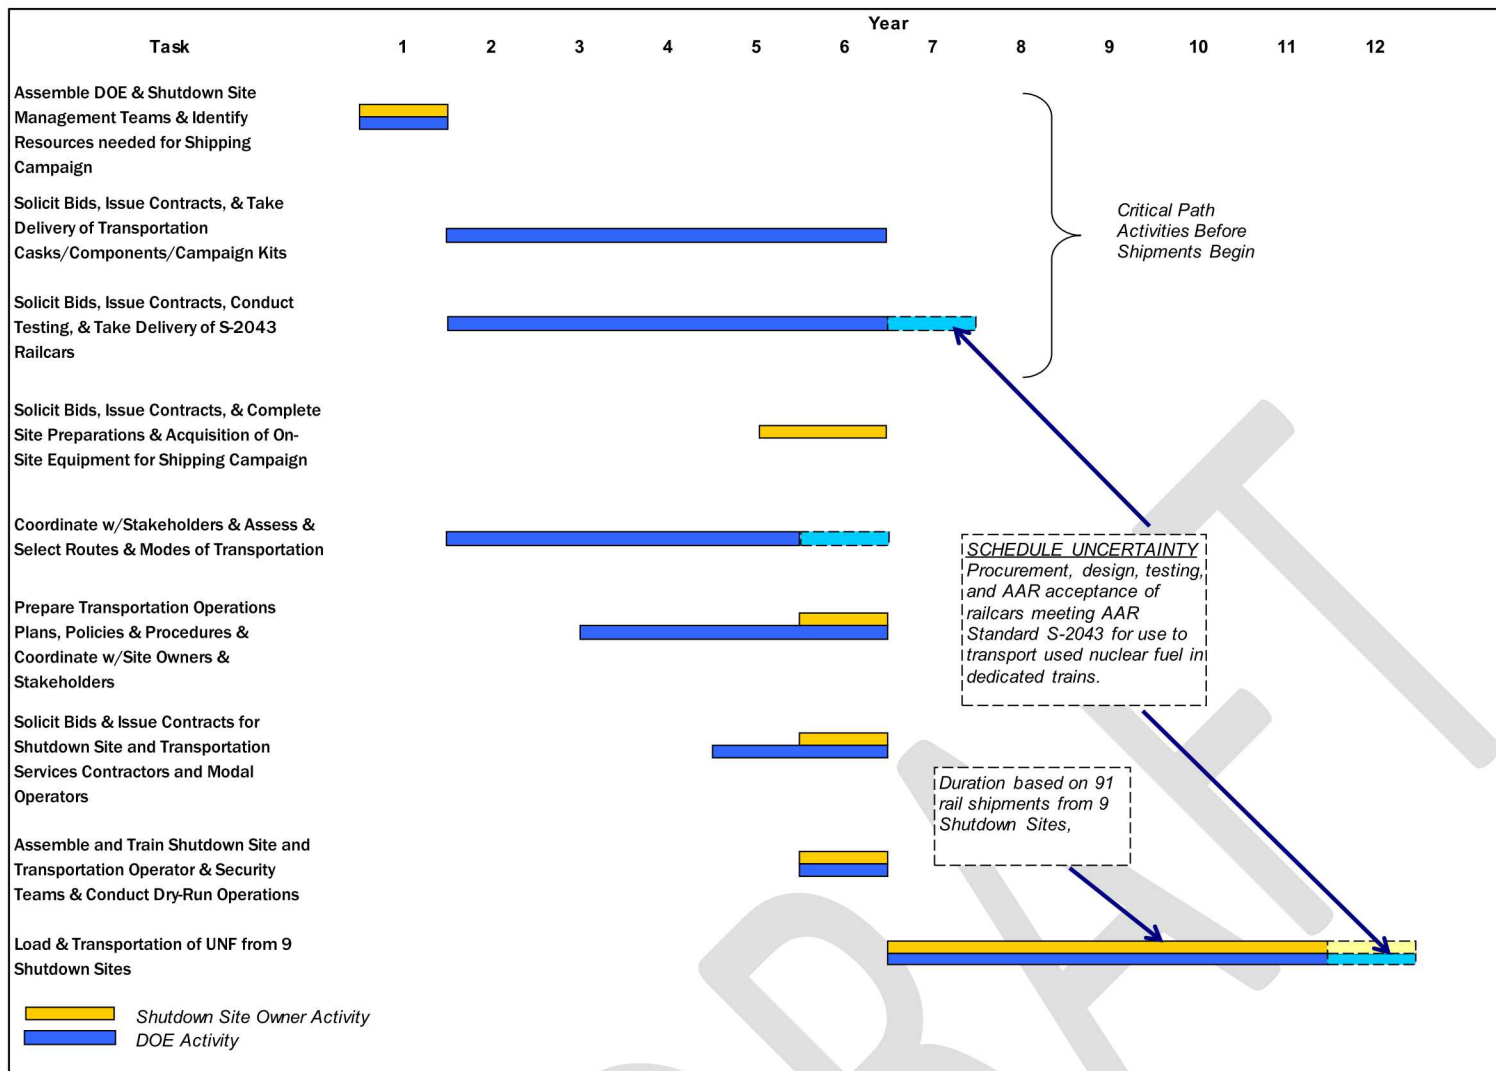 Year
Task 1 2 3 4 5 6 7 8 9 10 11 12
Assemble DOE & Shutdown Site
Management Teams & Identify
Resources needed for Shipping
Campaign
Solicit Bids, Issue Contracts, & Take
Delivery of Transportation
Casks/Components/Campaign Kits
Critical Path
Activities Before
Shipments Begin
Solicit Bids, Issue Contracts, Conduct
Testing, & Take Delivery of S-2043
Railcars
Solicit Bids, Issue Contracts, & Complete
Site Preparations & Acquisition of On-
Site Equipment for Shipping Campaign
Coordinate w/Stakeholders & Assess &
Select Routes & Modes of Transportation
SCHEDULE UNCERTAINTY
Procurement, design, testing,
and AAR acceptance of
railcars meeting AAR
Standard S-2043 for use to
transport used nuclear fuel in
dedicated trains.
Prepare Transportation Operations
Plans, Policies & Procedures &
Coordinate w/Site Owners &
Stakeholders
Solicit Bids & Issue Contracts for
Shutdown Site and Transportation
Services Contractors and Modal
Operators
Duration based on 91
rail shipments from 9
Shutdown Sites,
Assemble and Train Shutdown Site and
Transportation Operator & Security
Teams & Conduct Dry-Run Operations
Load & Transportation of UNF from 9
Shutdown Sites
Shutdown Site Owner Activity
DOE Activity
DRAFT